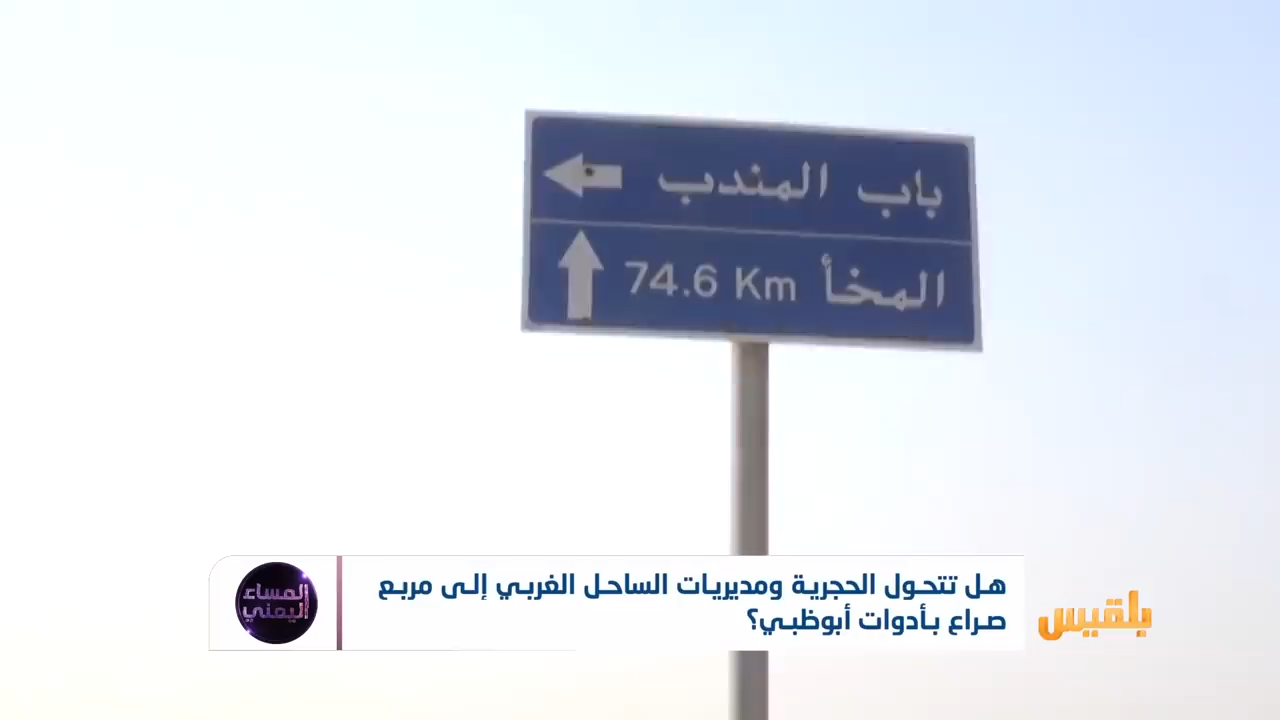 باب المندب
المخأ 74.6 Km
هل تتحول الحجرية ومديريات الساحل الغربي إلى مربع
صراع بأدوات أبوظبي؟
المساء
اليمني
بلقيس